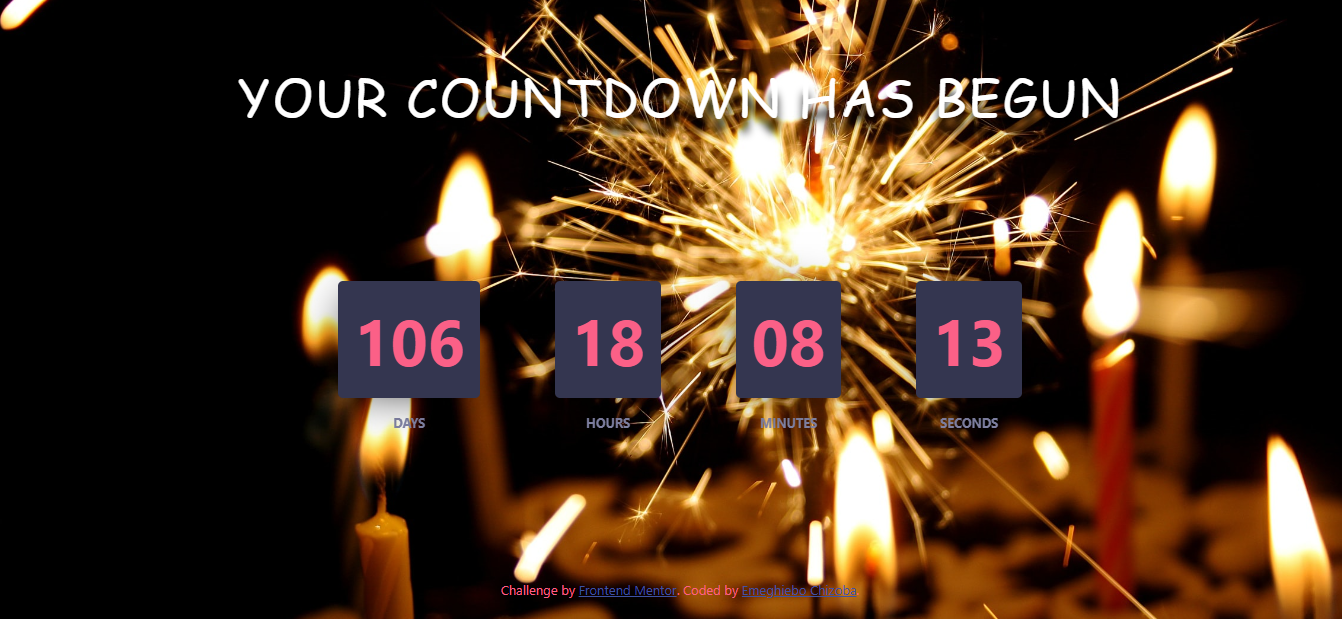 YOUR COUNTDOWN HAS BEGUN
106 18 08 13
DAYS HOURS MINUTES SECONDS
Challenge by Frontend Mentor. Coded by Emeghiebo Chizoba